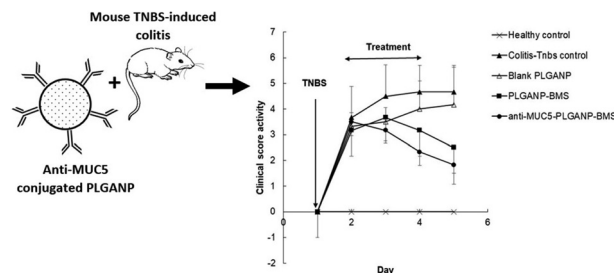 Mouse TNBS-induced
colitis
+
Anti-MUC5
conjugated PLGANP
Clinical score activity
7
6
5
4
3
2
1
0
-1
-2
0
2
4
6
Day
TNBS
Treatment
Healthy control
Colitis-Tnbs control
Blank PLGANP
PLGANP-BMS
anti-MUC5-PLGANP-BMS